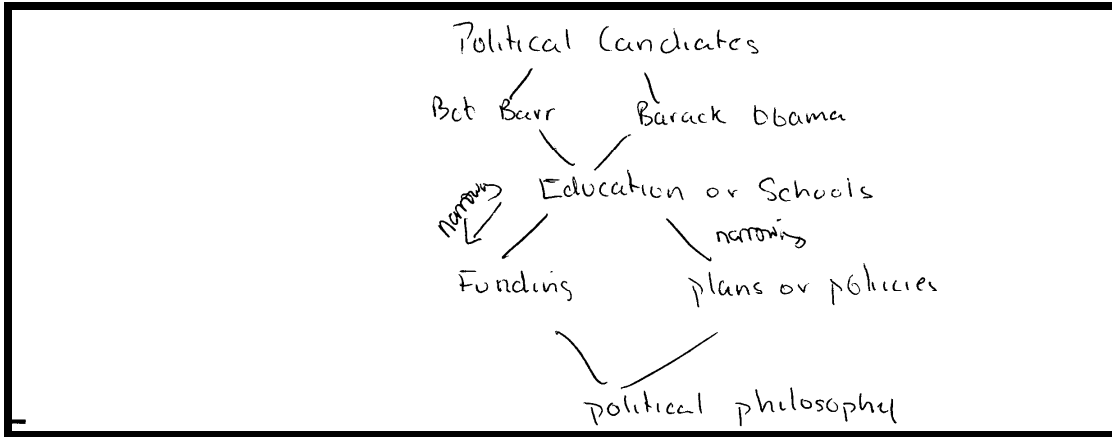 Political Candiates
Bob Barr Barack Obama
Education or Schools
narrowing
narrowing
Funding plans or policies
political philosophy